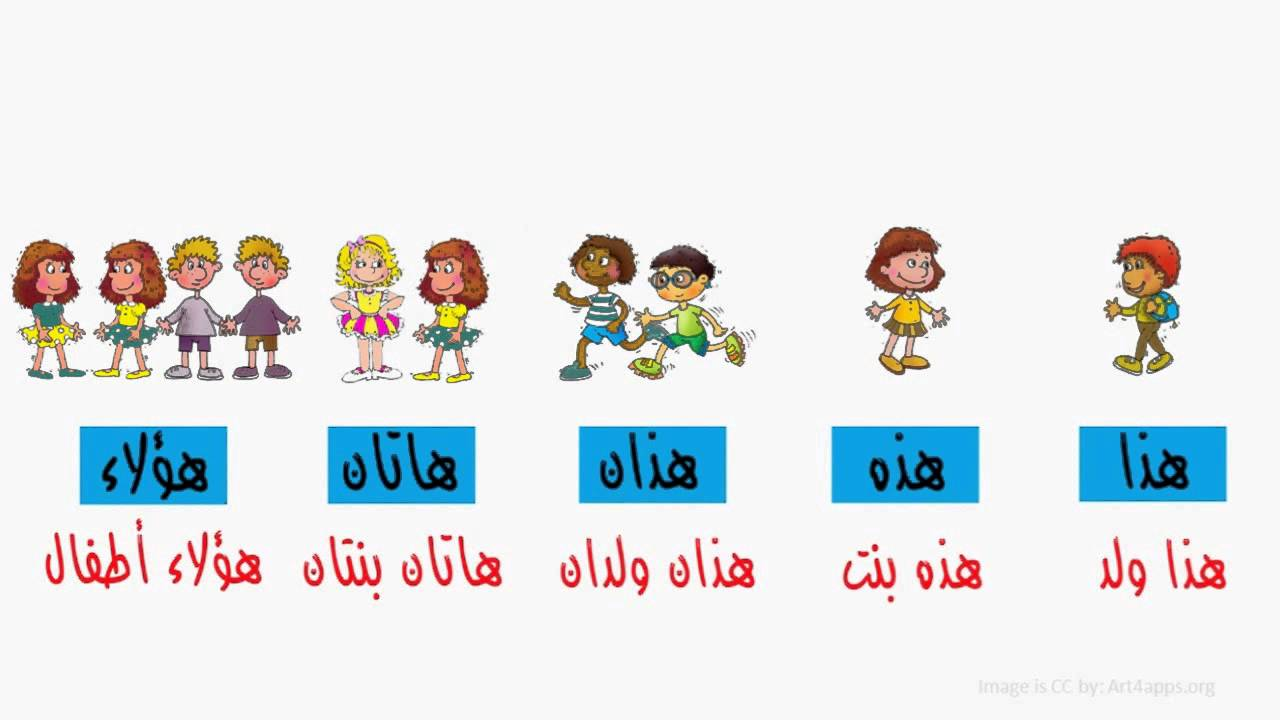 هذا
هذه
هذان
هاتان
هؤلاء
هذا ولد
هذه بنت
هذان ولدان
هاتان بنتان
هؤلاء أطفال
Image is CC by: Art4apps.org